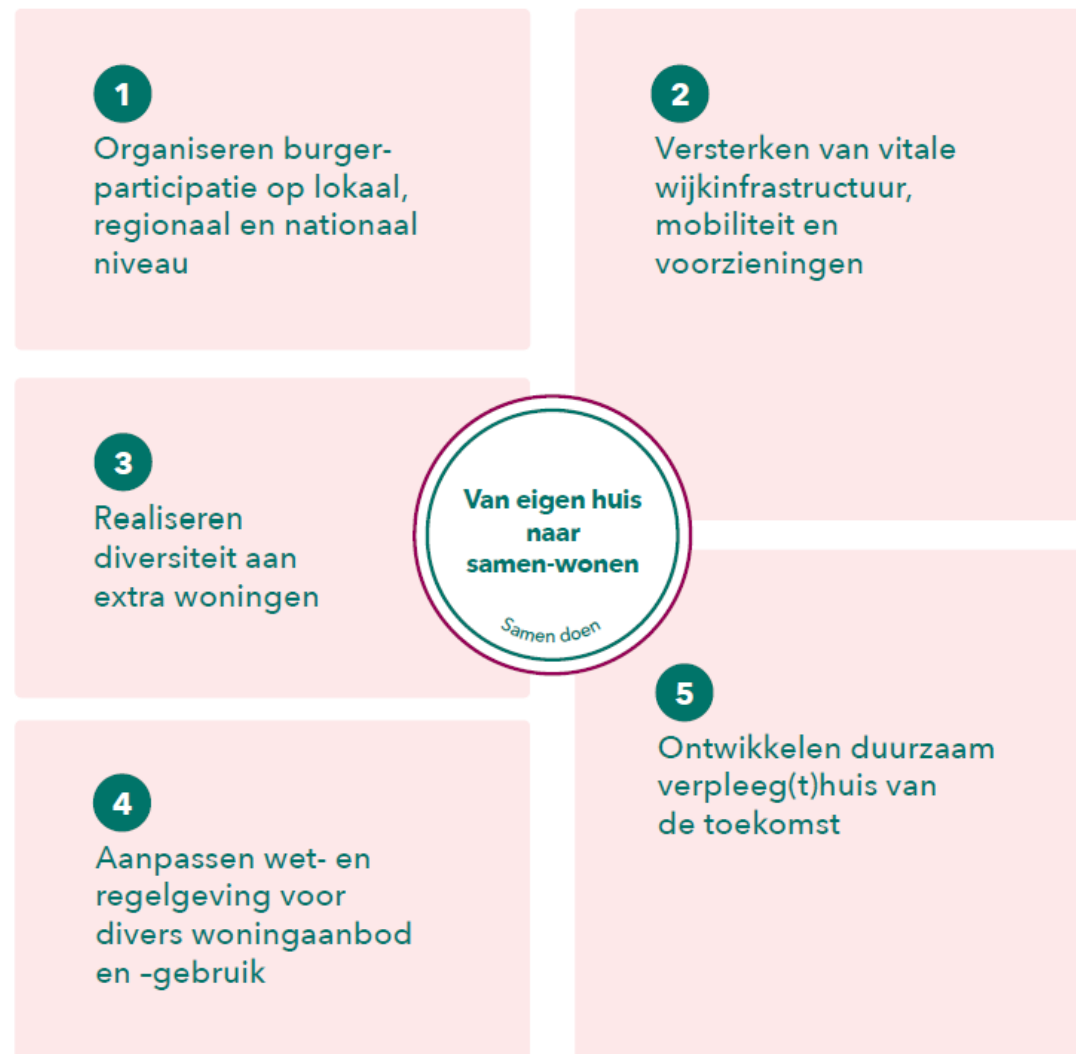 1
Organiseren burger-
participatie op lokaal,
regionaal en nationaal
niveau
2
Versterken van vitale
wijkinfrastructuur,
mobiliteit en
voorzieningen
3
Realiseren
diversiteit aan
extra woningen
Van eigen huis
naar
samen-wonen
Samen doen
4
Aanpassen wet- en
regelgeving voor
divers woningaanbod
en –gebruik
5
Ontwikkelen duurzaam
verpleeg(t)huis van
de toekomst